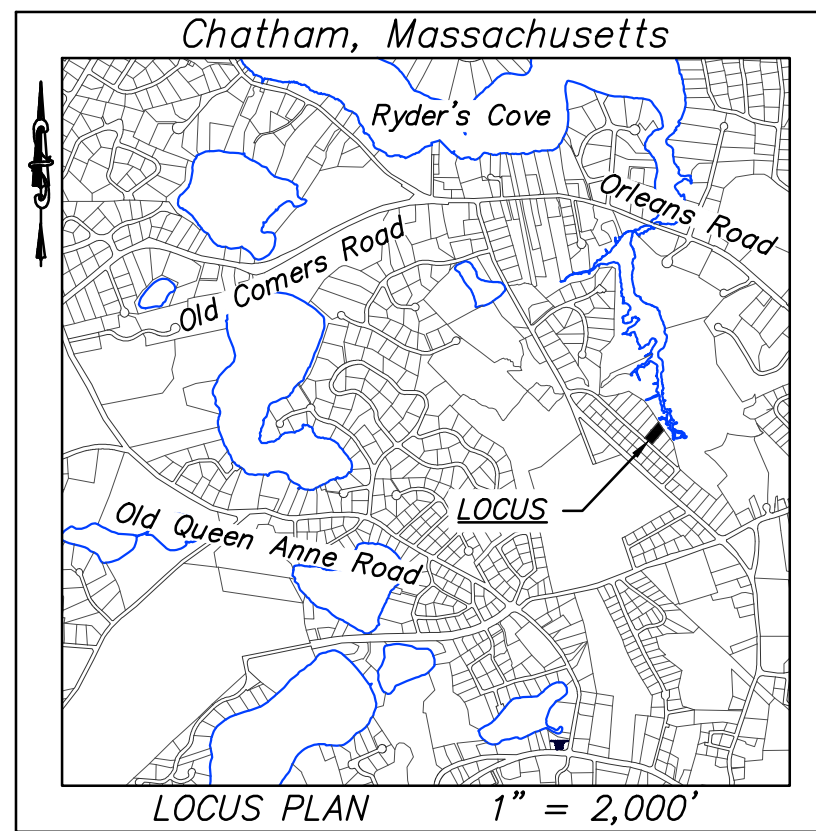 Chatham, Massachusetts
Ryder's Cove
Orleans Road
Old Comers Road
LOCUS
Old Queen Anne Road
LOCUS PLAN 1" = 2,000'